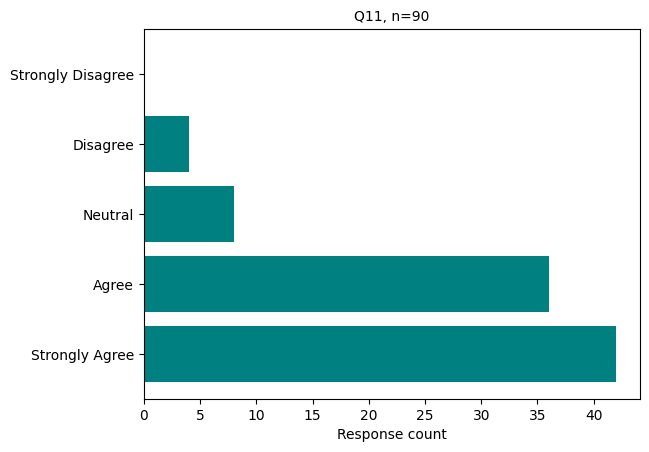 Q11, n=90
Strongly Disagree
Disagree
Neutral
Agree
Strongly Agree
0 5 10 15 20 25 30 35 40
Response count